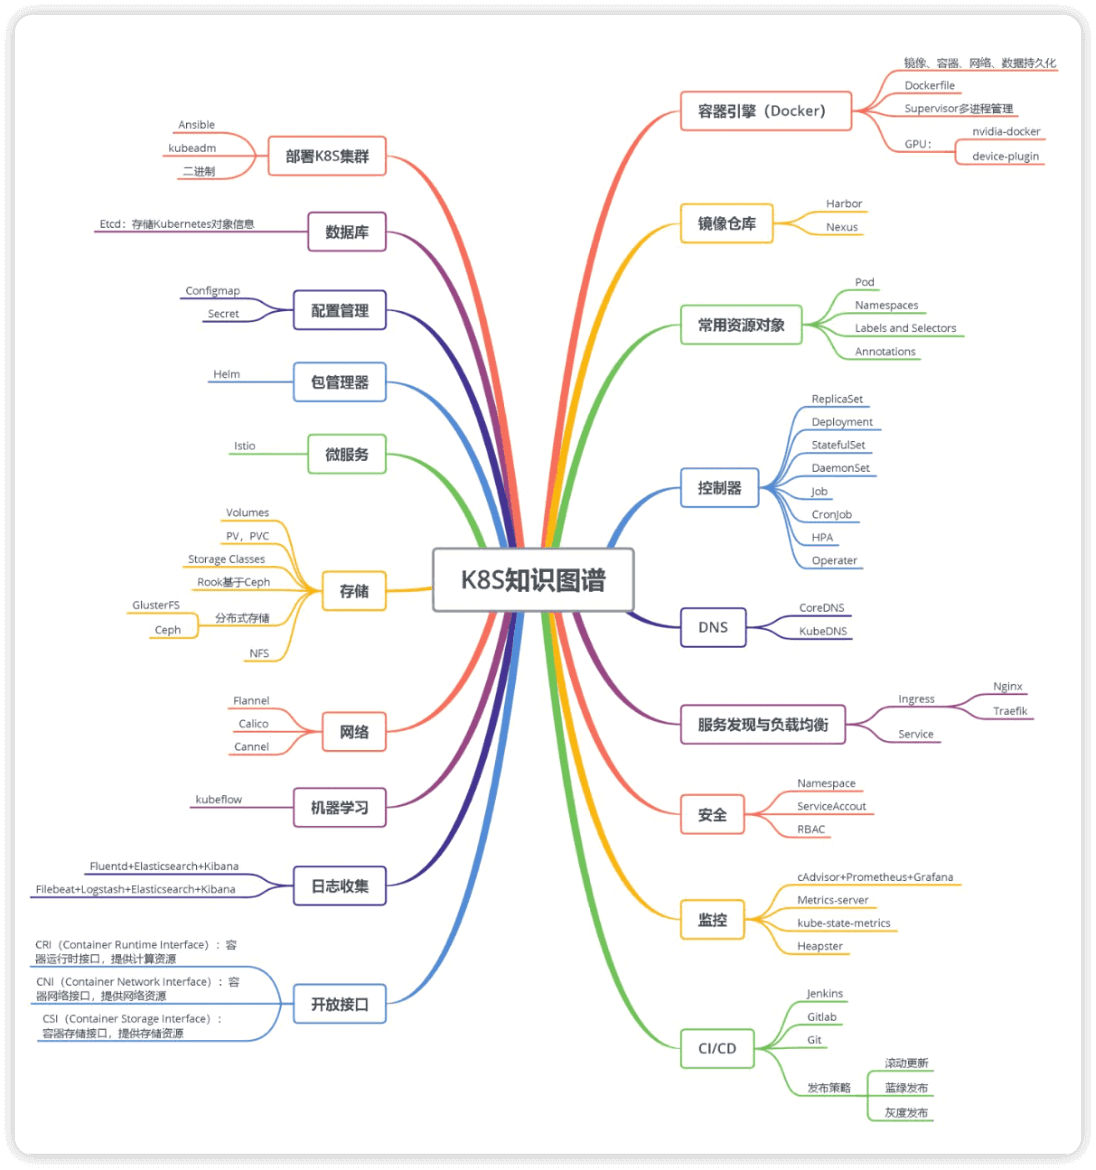 K8S知识图谱
容器引擎（Docker）
镜像、容器、网络、数据持久化
Dockerfile
Supervisor多进程管理
GPU：
nvidia-docker
device-plugin
镜像仓库
Harbor
Nexus
常用资源对象
Pod
Namespaces
Labels and Selectors
Annotations
控制器
ReplicaSet
Deployment
StatefulSet
DaemonSet
Job
CronJob
HPA
Operater
DNS
CoreDNS
KubeDNS
服务发现与负载均衡
Ingress
Nginx
Traefik
Service
安全
Namespace
ServiceAccout
RBAC
监控
cAdvisor+Prometheus+Grafana
Metrics-server
kube-state-metrics
Heapster
CI/CD
Jenkins
Gitlab
Git
发布策略
滚动更新
蓝绿发布
灰度发布
部署K8S集群
Ansible
kubeadm
二进制
数据库
Etcd：存储Kubernetes对象信息
配置管理
Configmap
Secret
包管理器
Helm
微服务
Istio
存储
Volumes
PV，PVC
Storage Classes
Rook基于Ceph
分布式存储
GlusterFS
Ceph
NFS
网络
Flannel
Calico
Cannel
机器学习
kubeflow
日志收集
Fluentd+Elasticsearch+Kibana
Filebeat+Logstash+Elasticsearch+Kibana
开放接口
CRI（Container Runtime Interface）：容
器运行时接口，提供计算资源
CNI（Container Network Interface）：容
器网络接口，提供网络资源
CSI（Container Storage Interface）：
容器存储接口，提供存储资源